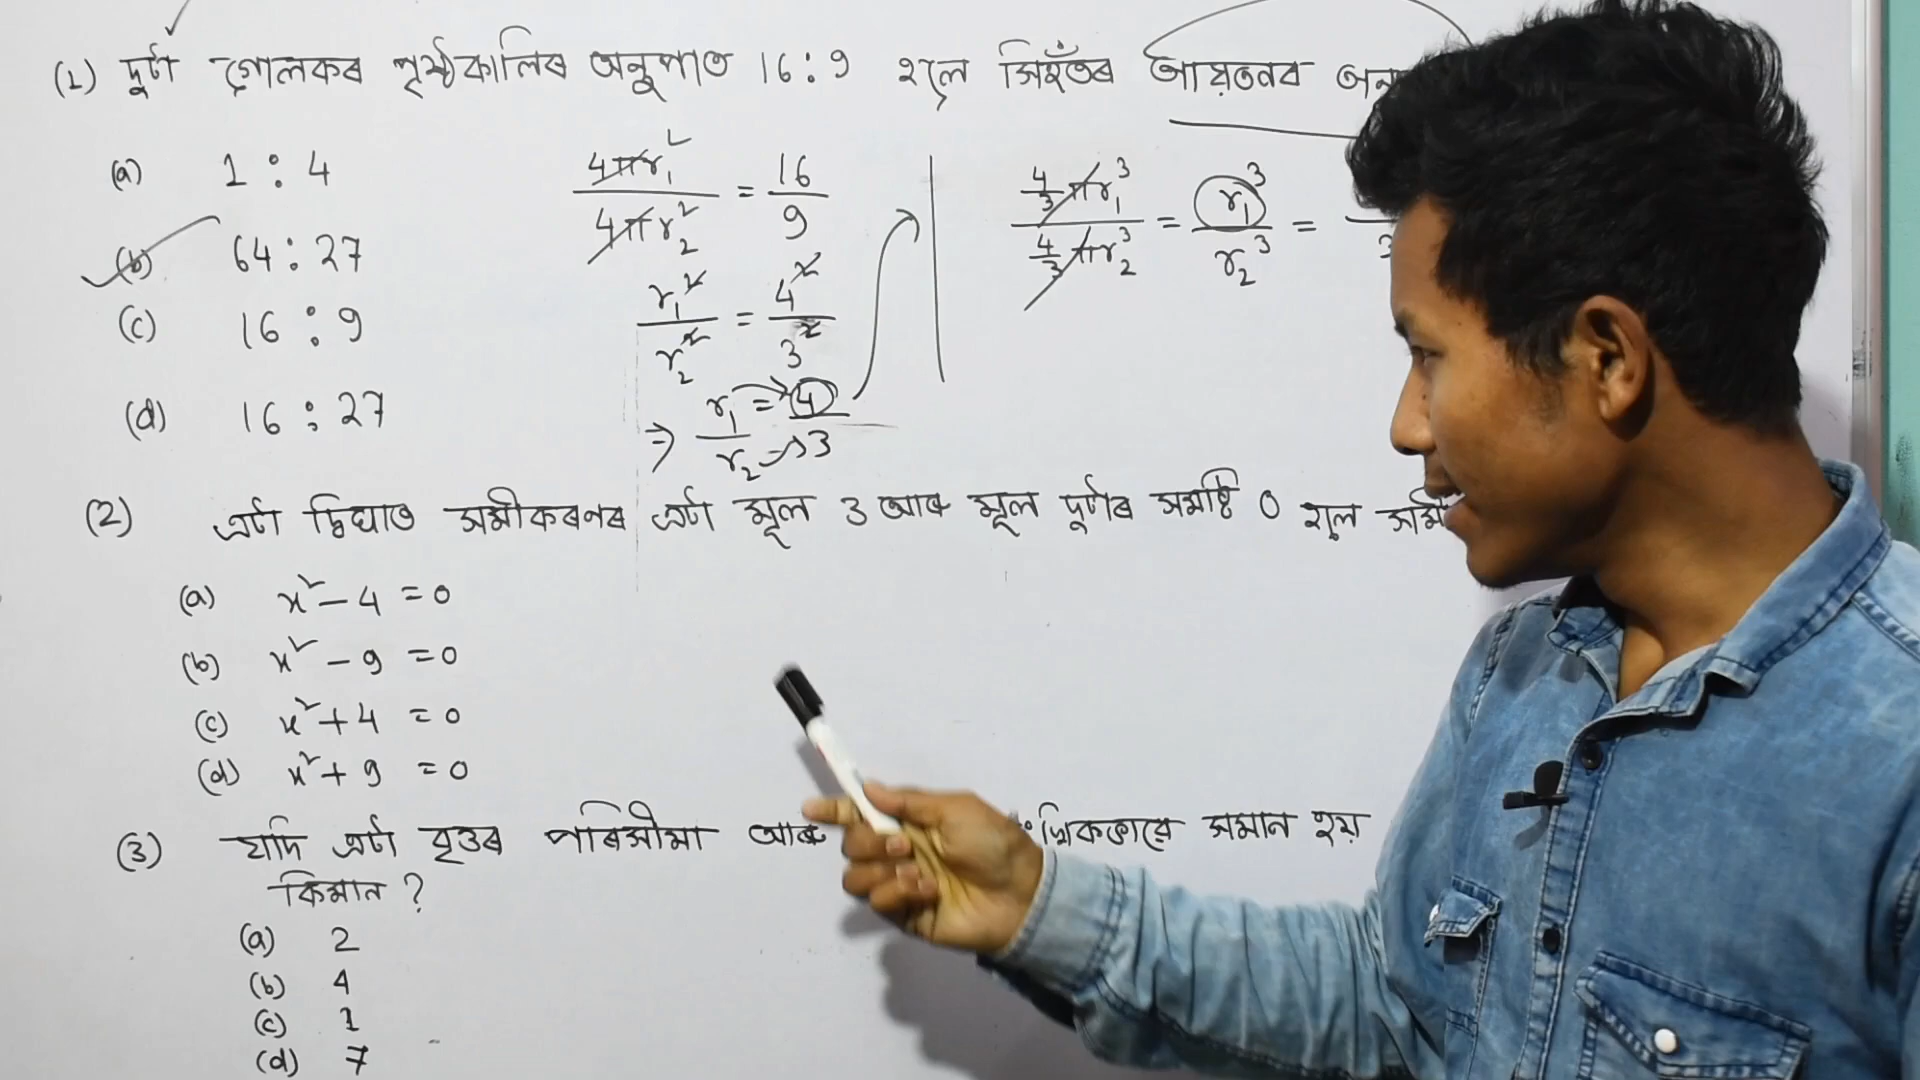 (1) দুটা গোলকৰ পৃষ্ঠকালিৰ অনুপাত 16:9 হলে সিহঁতৰ আয়তনৰ
(a) 1 : 4
(b) 64 : 27
(c) 16 : 9
(d) 16 : 27
4πr₁² / 4πr₂² = 16 / 9
r₁² / r₂² = 4² / 3²
⇒ r₁ / r₂ = 4 / 3
4/3 πr₁³ / 4/3 πr₂³ = r₁³ / r₂³ =
(2) এটা দ্বিঘাত সমীকৰণৰ এটা মূল 3 আৰু মূল দুটাৰ সমষ্টি 0 হলে
(a) x² – 4 = 0
(b) x² – 9 = 0
(c) x² + 4 = 0
(d) x² + 9 = 0
(3) যদি এটা বৃত্তৰ পৰিসীমা আৰু সমান হয়
কিমান ?
(a) 2
(b) 4
(c) 1
(d) 7